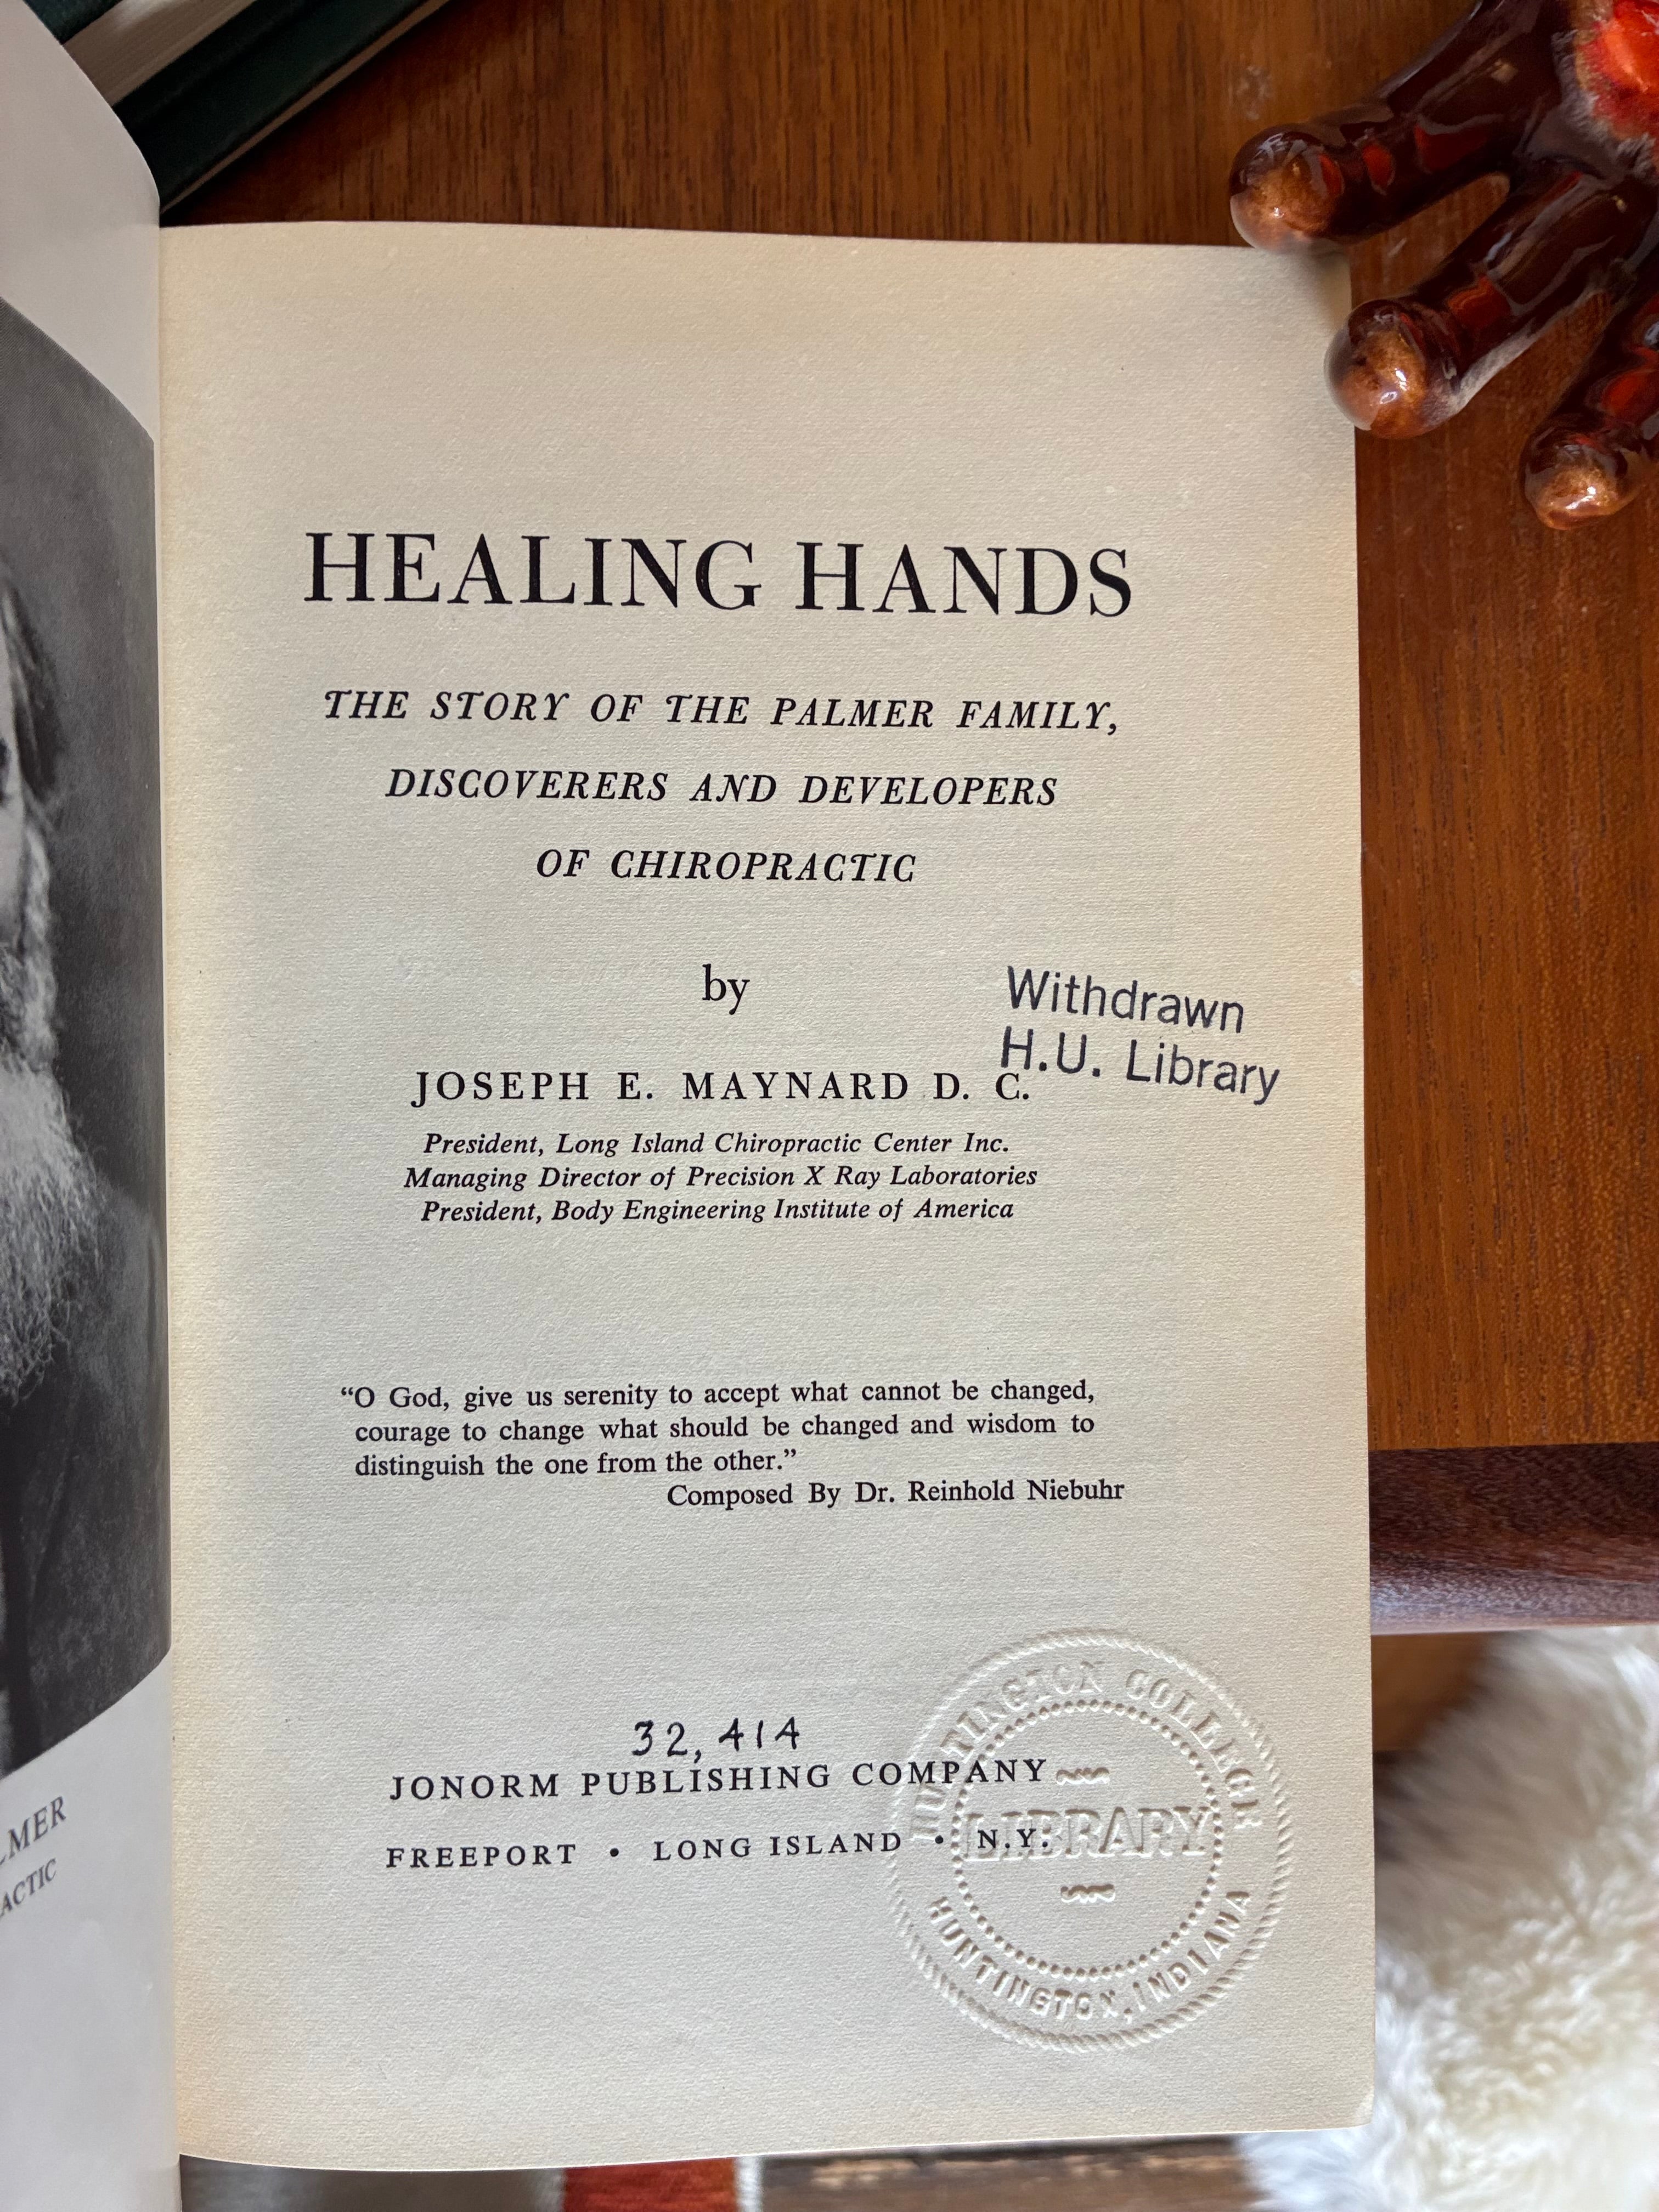 LMER
ACTIC
HEALING HANDS
THE STORY OF THE PALMER FAMILY,
DISCOVERERS AND DEVELOPERS
OF CHIROPRACTIC
by
Withdrawn
H.U. Library
JOSEPH E. MAYNARD D. C.
President, Long Island Chiropractic Center Inc.
Managing Director of Precision X Ray Laboratories
President, Body Engineering Institute of America
“O God, give us serenity to accept what cannot be changed,
courage to change what should be changed and wisdom to
distinguish the one from the other.”
Composed By Dr. Reinhold Niebuhr
32,414
JONORM PUBLISHING COMPANY
FREEPORT • LONG ISLAND • N.Y.
HUNTINGTON COLLEGE
LIBRARY
HUNTINGTON, INDIANA